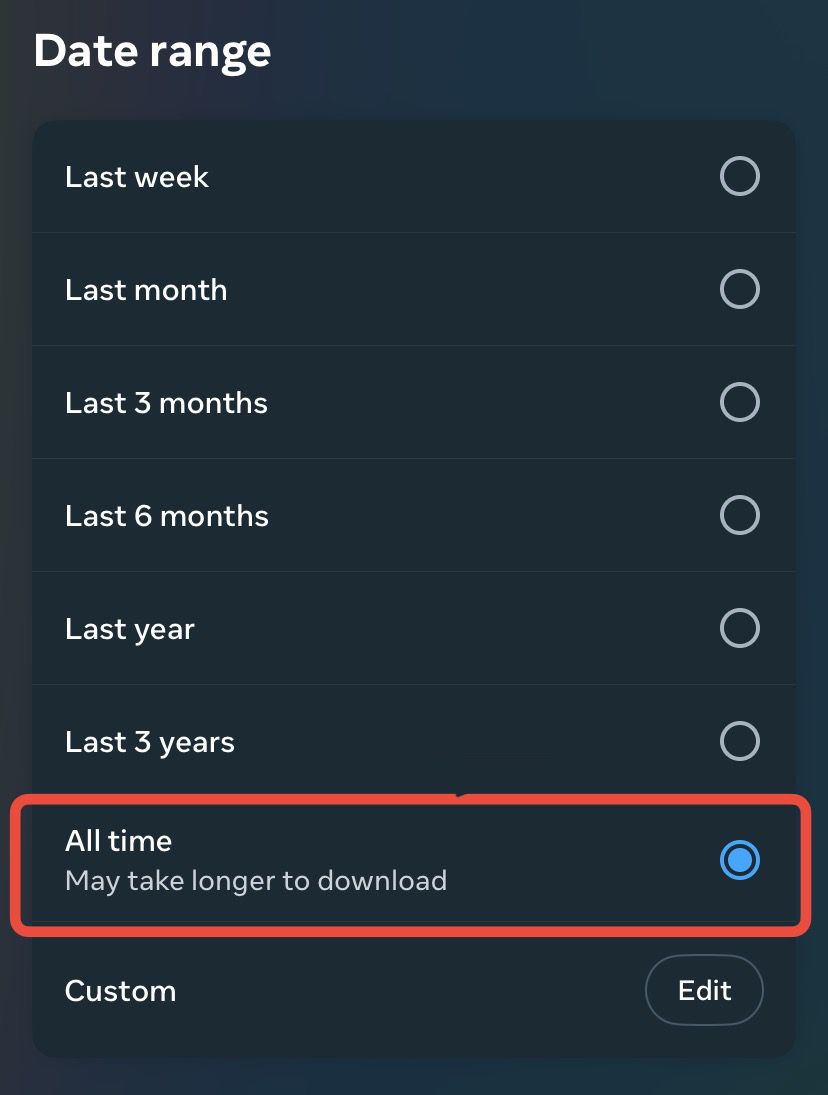 Date range
Last week
Last month
Last 3 months
Last 6 months
Last year
Last 3 years
All time
May take longer to download
Custom
Edit